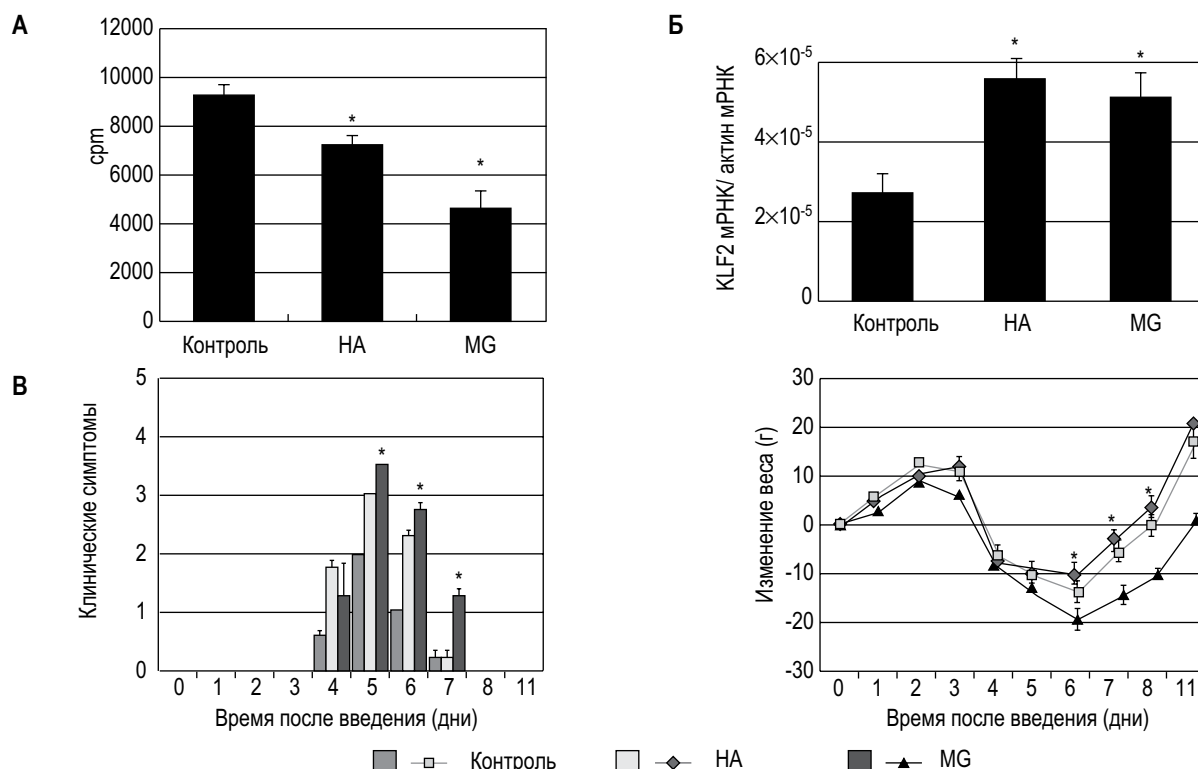 А
cpm
12000
10000
8000
6000
4000
2000
0
* *
Контроль НА MG
Б
KLF2 мРНК/ актин мРНК
6×10⁻⁵
4×10⁻⁵
2×10⁻⁵
0
* *
Контроль НА MG
В
Клинические симптомы
5
4
3
2
1
0
* * *
0 1 2 3 4 5 6 7 8 11
Время после введения (дни)
Изменение веса (г)
30
20
10
0
-10
-20
-30
* * *
0 1 2 3 4 5 6 7 8 11
Время после введения (дни)
Контроль НА MG